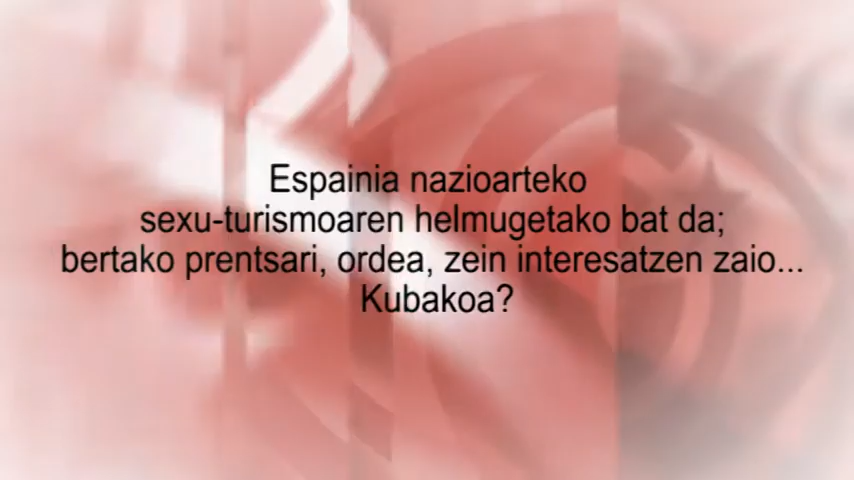 Espainia nazioarteko
sexu-turismoaren helmugetako bat da;
bertako prentsari, ordea, zein interesatzen zaio...
Kubakoa?